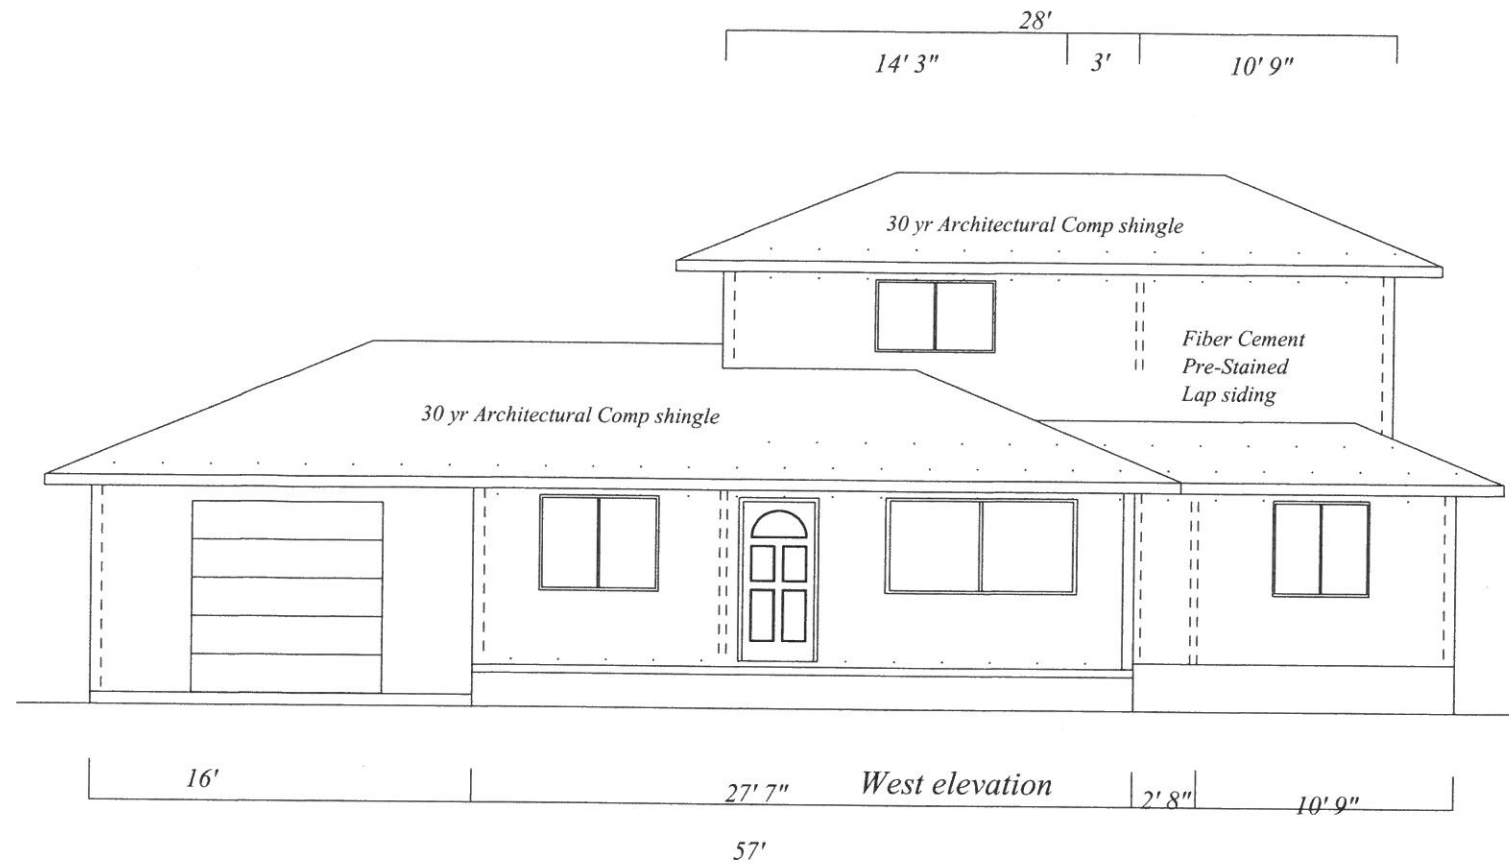 28'
14' 3" 3' 10' 9"
30 yr Architectural Comp shingle
Fiber Cement
Pre-Stained
Lap siding
30 yr Architectural Comp shingle
16' 27' 7" West elevation 2' 8" 10' 9"
57'